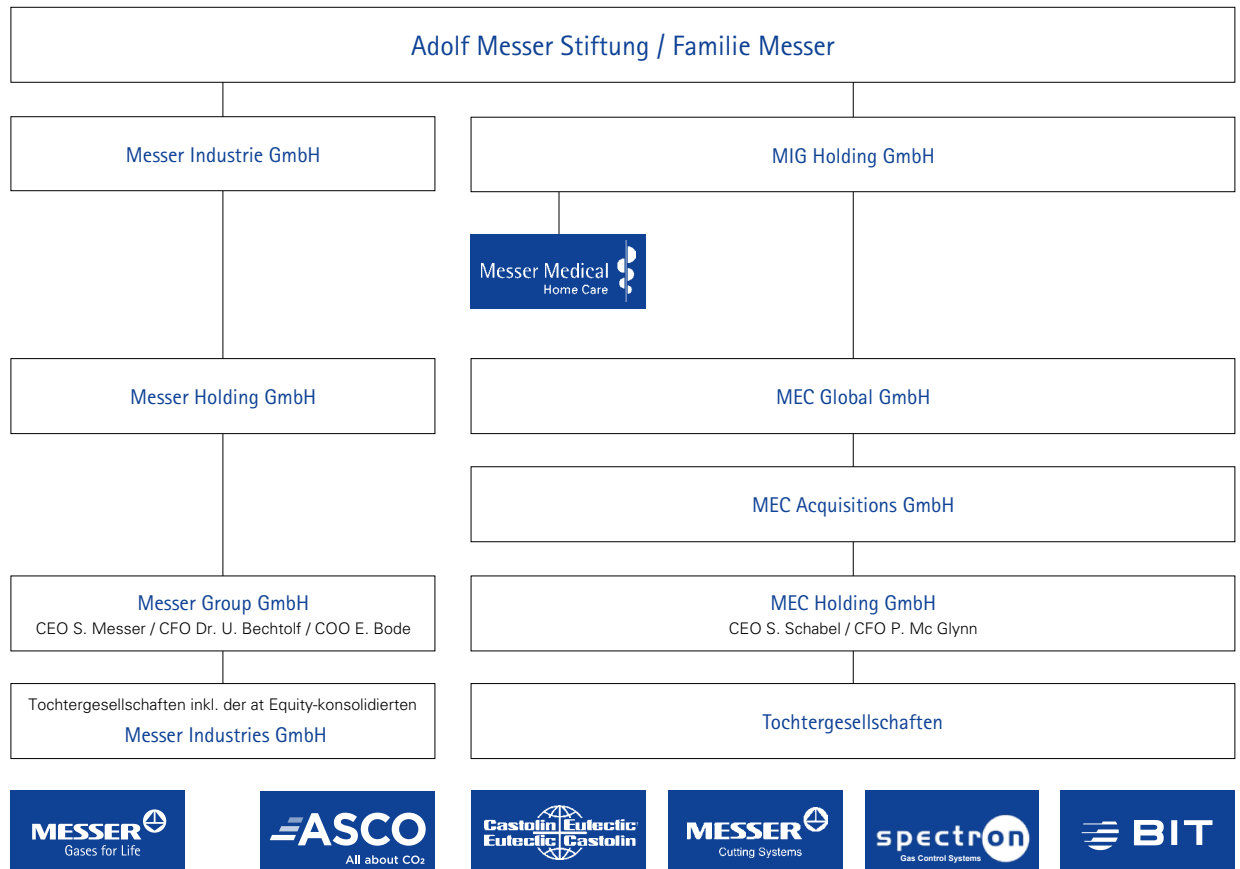 Adolf Messer Stiftung / Familie Messer
Messer Industrie GmbH
MIG Holding GmbH
Messer Medical
Home Care
Messer Holding GmbH
MEC Global GmbH
MEC Acquisitions GmbH
Messer Group GmbH
CEO S. Messer / CFO Dr. U. Bechtolf / COO E. Bode
MEC Holding GmbH
CEO S. Schabel / CFO P. Mc Glynn
Tochtergesellschaften inkl. der at Equity-konsolidierten
Messer Industries GmbH
Tochtergesellschaften
MESSER
Gases for Life
ASCO
All about CO₂
Castolin Eutectic
Eutectic Castolin
MESSER
Cutting Systems
spectron
Gas Control Systems
BIT